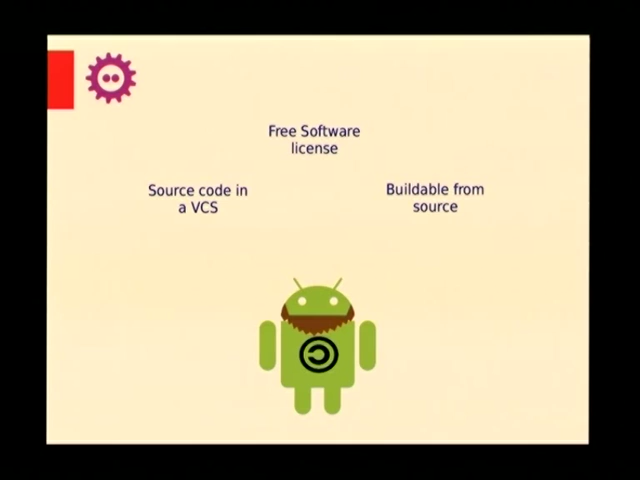 Free Software
license
Source code in
a VCS
Buildable from
source